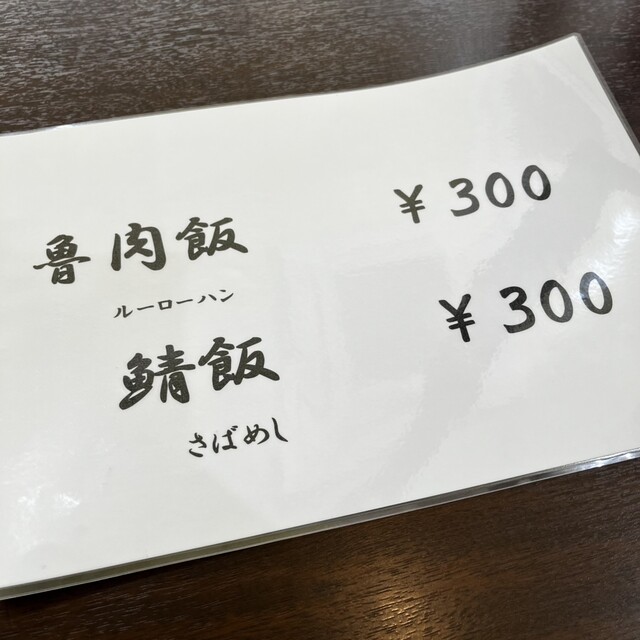 魯肉飯 ¥300
ルーローハン
鯖飯 ¥300
さばめし